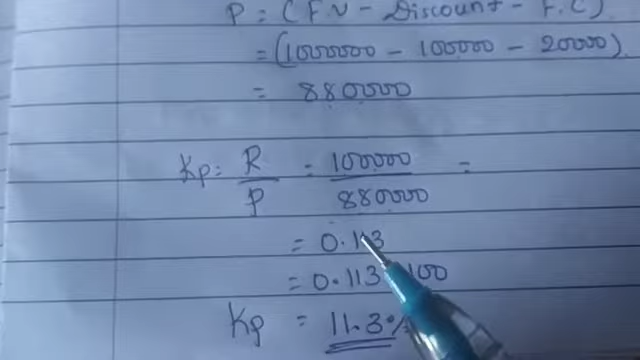 P = (F.V - Discount - F.C)
= (1000000 - 100000 - 20000)
= 880000
Kp = R/P = 100000/880000 =
= 0.113
= 0.113 100
Kp = 11.3%